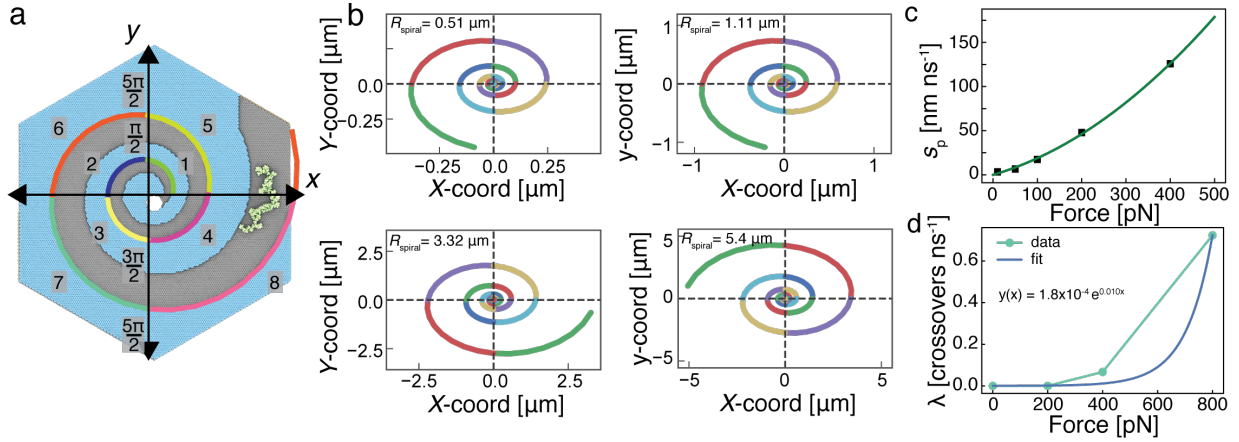 a
y
x
5π/2
π/2
3π/2
5π/2
6
5
2
1
3
4
7
8
b
R_spiral = 0.51 µm
Y-coord [µm]
0.0
−0.25
−0.25
0.00
0.25
X-coord [µm]
R_spiral = 1.11 µm
y-coord [µm]
1
0
−1
−1
0
1
X-coord [µm]
R_spiral = 3.32 µm
Y-coord [µm]
2.5
0.0
−2.5
−2.5
0.0
2.5
X-coord [µm]
R_spiral = 5.4 µm
y-coord [µm]
5
0
−5
−5
0
5
X-coord [µm]
c
s_p [nm ns⁻¹]
150
100
50
0
0 100 200 300 400 500
Force [pN]
d
data
fit
y(x) = 1.8x10⁻⁴ e^0.010x
λ [crossovers ns⁻¹]
0.6
0.4
0.2
0.0
0 200 400 600 800
Force [pN]